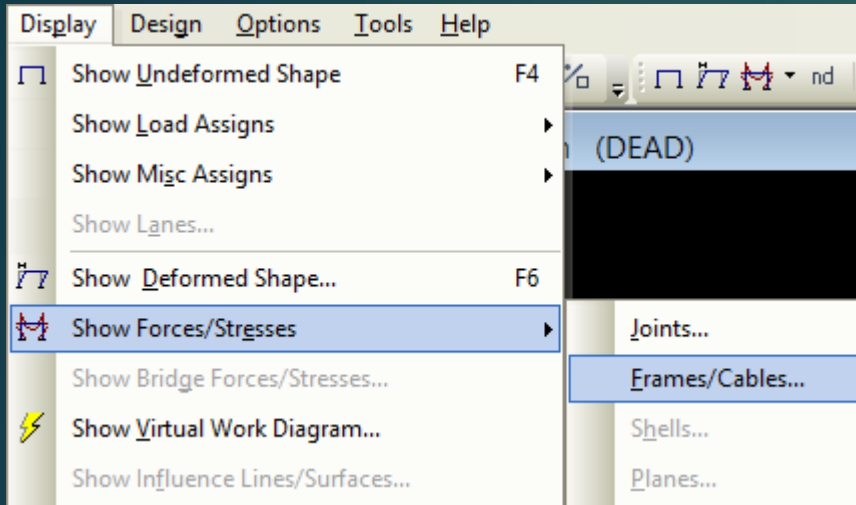 Display Design Options Tools Help
Show Undeformed Shape F4
nd
Show Load Assigns
(DEAD)
Show Misc Assigns
Show Lanes...
Show Deformed Shape... F6
Show Forces/Stresses
Joints...
Show Bridge Forces/Stresses...
Frames/Cables...
Show Virtual Work Diagram...
Shells...
Show Influence Lines/Surfaces...
Planes...